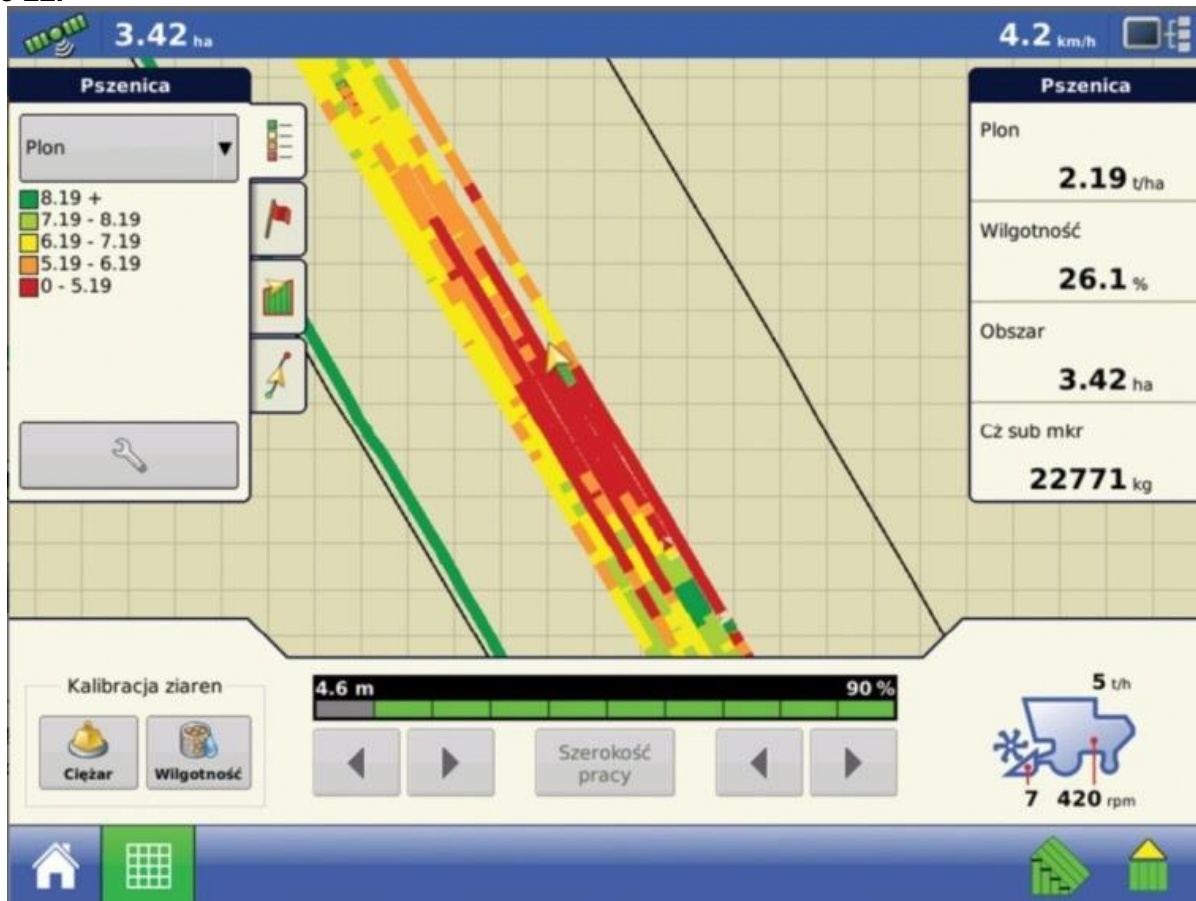 3.42 ha
4.2 km/h
Pszenica
Plon
8.19 +
7.19 - 8.19
6.19 - 7.19
5.19 - 6.19
0 - 5.19
Pszenica
Plon
2.19 t/ha
Wilgotność
26.1 %
Obszar
3.42 ha
Cż sub mkr
22771 kg
Kalibracja ziaren
Ciężar
Wilgotność
4.6 m
90 %
Szerokość
pracy
5 t/h
7
420 rpm